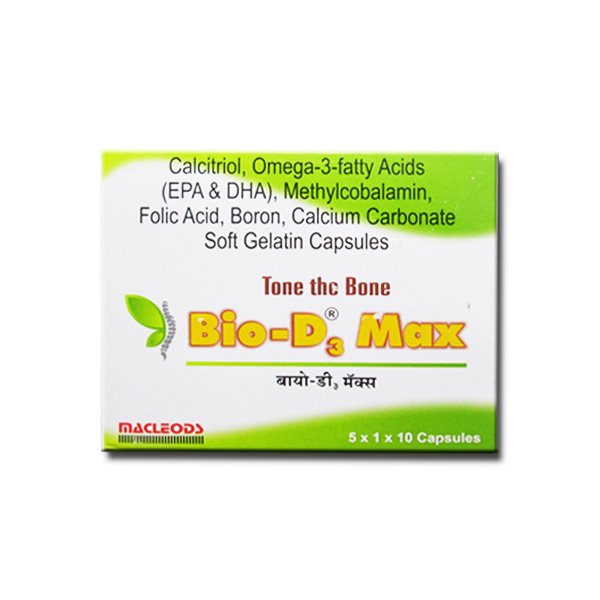 Calcitriol, Omega-3-fatty Acids
(EPA & DHA), Methylcobalamin,
Folic Acid, Boron, Calcium Carbonate
Soft Gelatin Capsules
Tone the Bone
Bio-D₃® Max
बायो-डी₃ मॅक्स
MACLEODS
5 x 1 x 10 Capsules